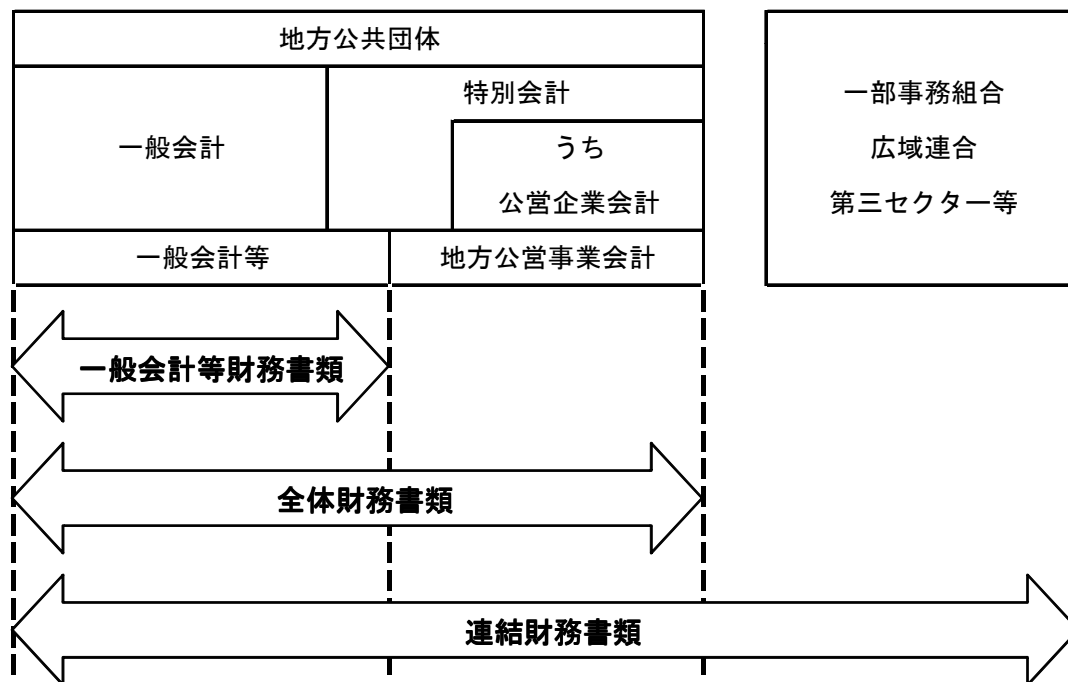 地方公共団体
一般会計
特別会計
うち
公営企業会計
一部事務組合
広域連合
第三セクター等
一般会計等
地方公営事業会計
一般会計等財務書類
全体財務書類
連結財務書類